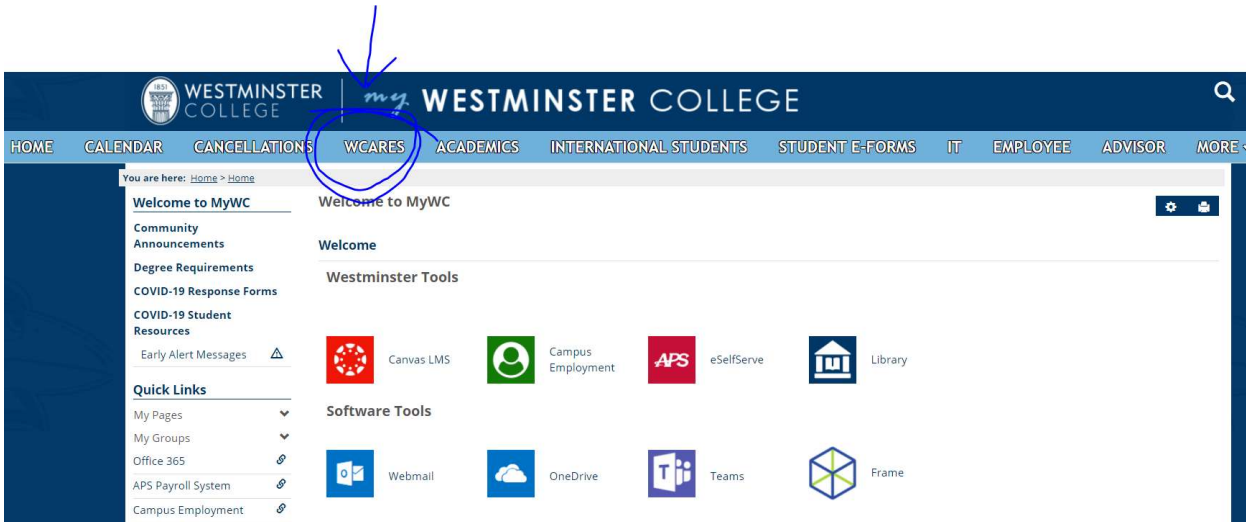 1851
WESTMINSTER
COLLEGE
my WESTMINSTER COLLEGE
HOME CALENDAR CANCELLATIONS WCARES ACADEMICS INTERNATIONAL STUDENTS STUDENT E-FORMS IT EMPLOYEE ADVISOR MORE
You are here: Home > Home
Welcome to MyWC
Community
Announcements
Degree Requirements
COVID-19 Response Forms
COVID-19 Student
Resources
Early Alert Messages
Quick Links
My Pages
My Groups
Office 365
APS Payroll System
Campus Employment
Welcome to MyWC
Welcome
Westminster Tools
Canvas LMS
Campus
Employment
APS
eSelfServe
Library
Software Tools
Webmail
OneDrive
Teams
Frame